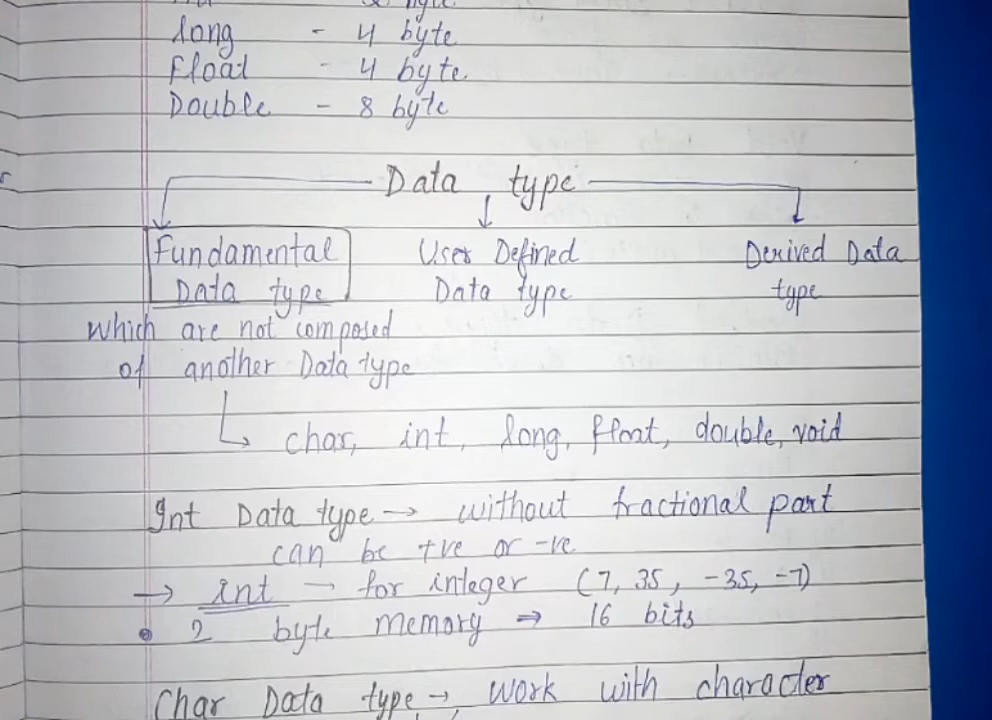 long - 4 byte
Float - 4 byte
Double - 8 byte
Data type
Fundamental Data type
User Defined Data type
Derived Data type
which are not composed
of another Data type
char, int, long, float, double, void
Int Data type → without fractional part
can be +ve or -ve
→ int → for integer (7, 35, -35, -7)
• 2 byte memory ⇒ 16 bits
Char Data type → work with character